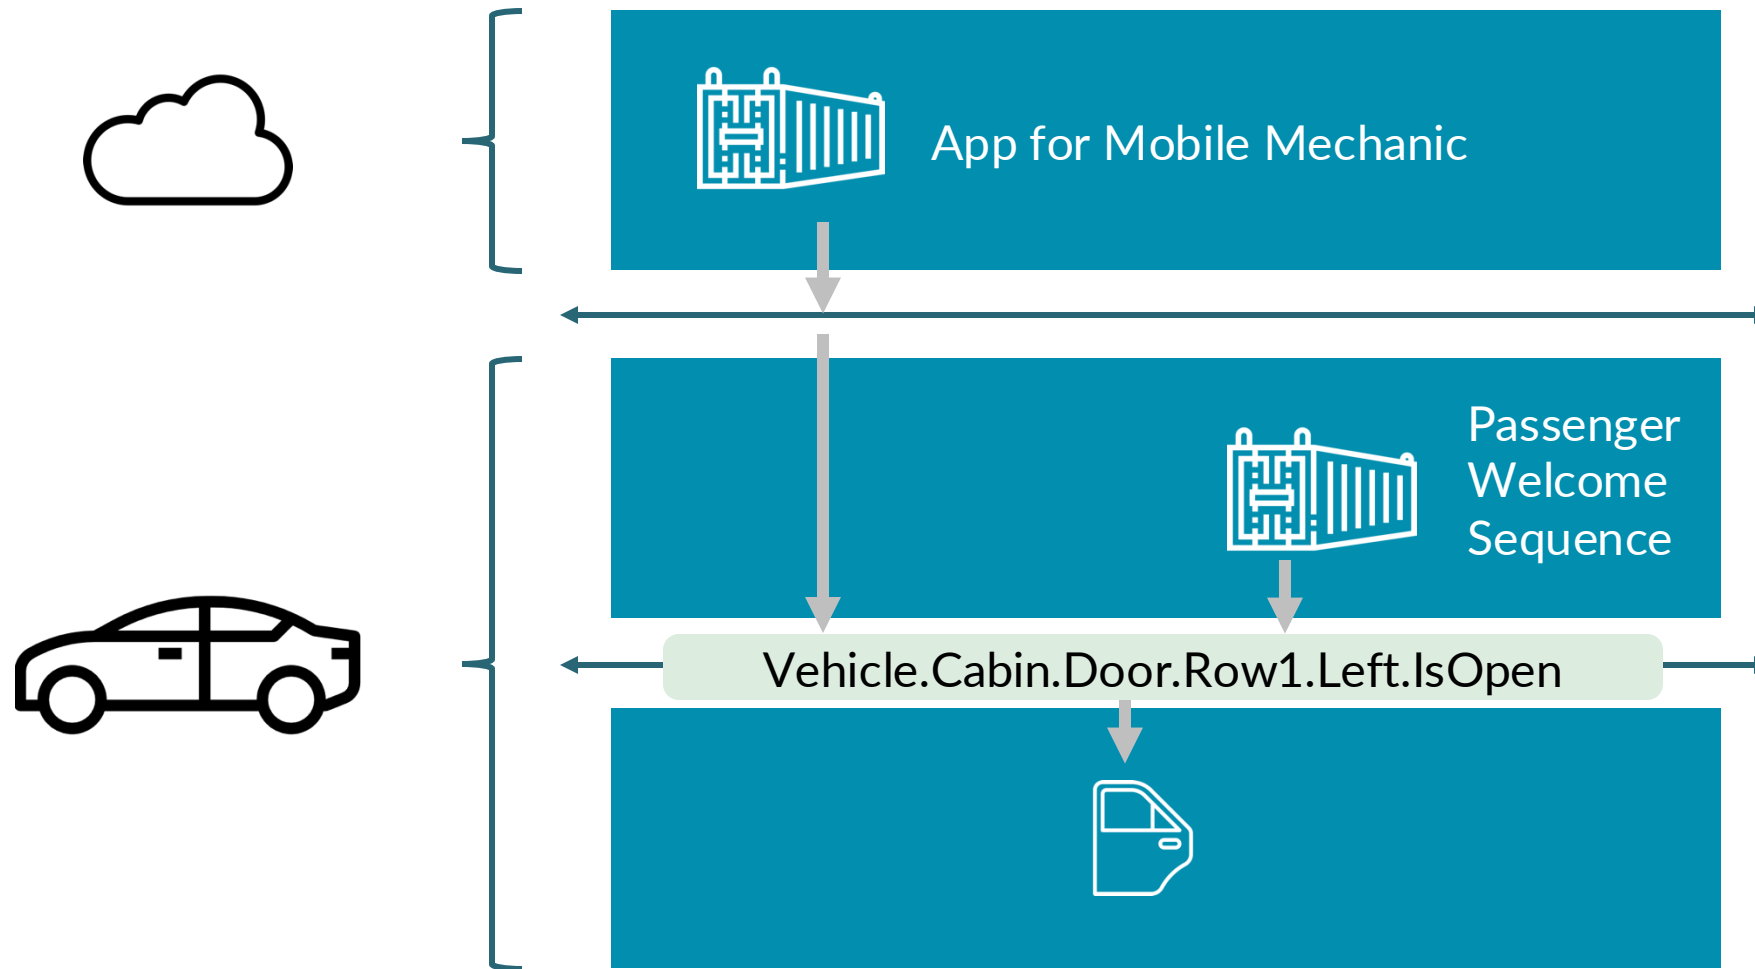 App for Mobile Mechanic
Passenger
Welcome
Sequence
Vehicle.Cabin.Door.Row1.Left.IsOpen